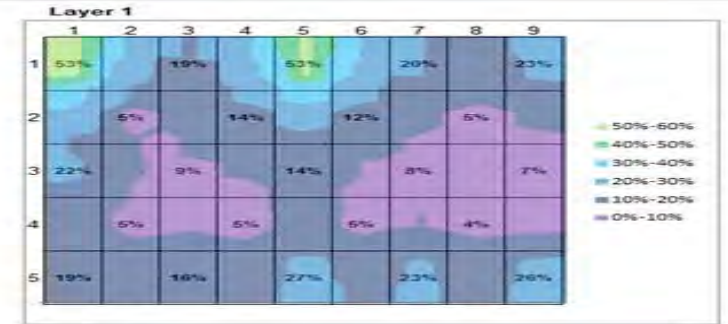 Layer 1
1 2 3 4 5 6 7 8 9
1 53% 19% 53% 20% 23%
2 5% 14% 12% 5%
3 22% 9% 14% 8% 7%
4 5% 5% 5% 4%
5 19% 16% 27% 23% 26%
50%-60%
40%-50%
30%-40%
20%-30%
10%-20%
0%-10%